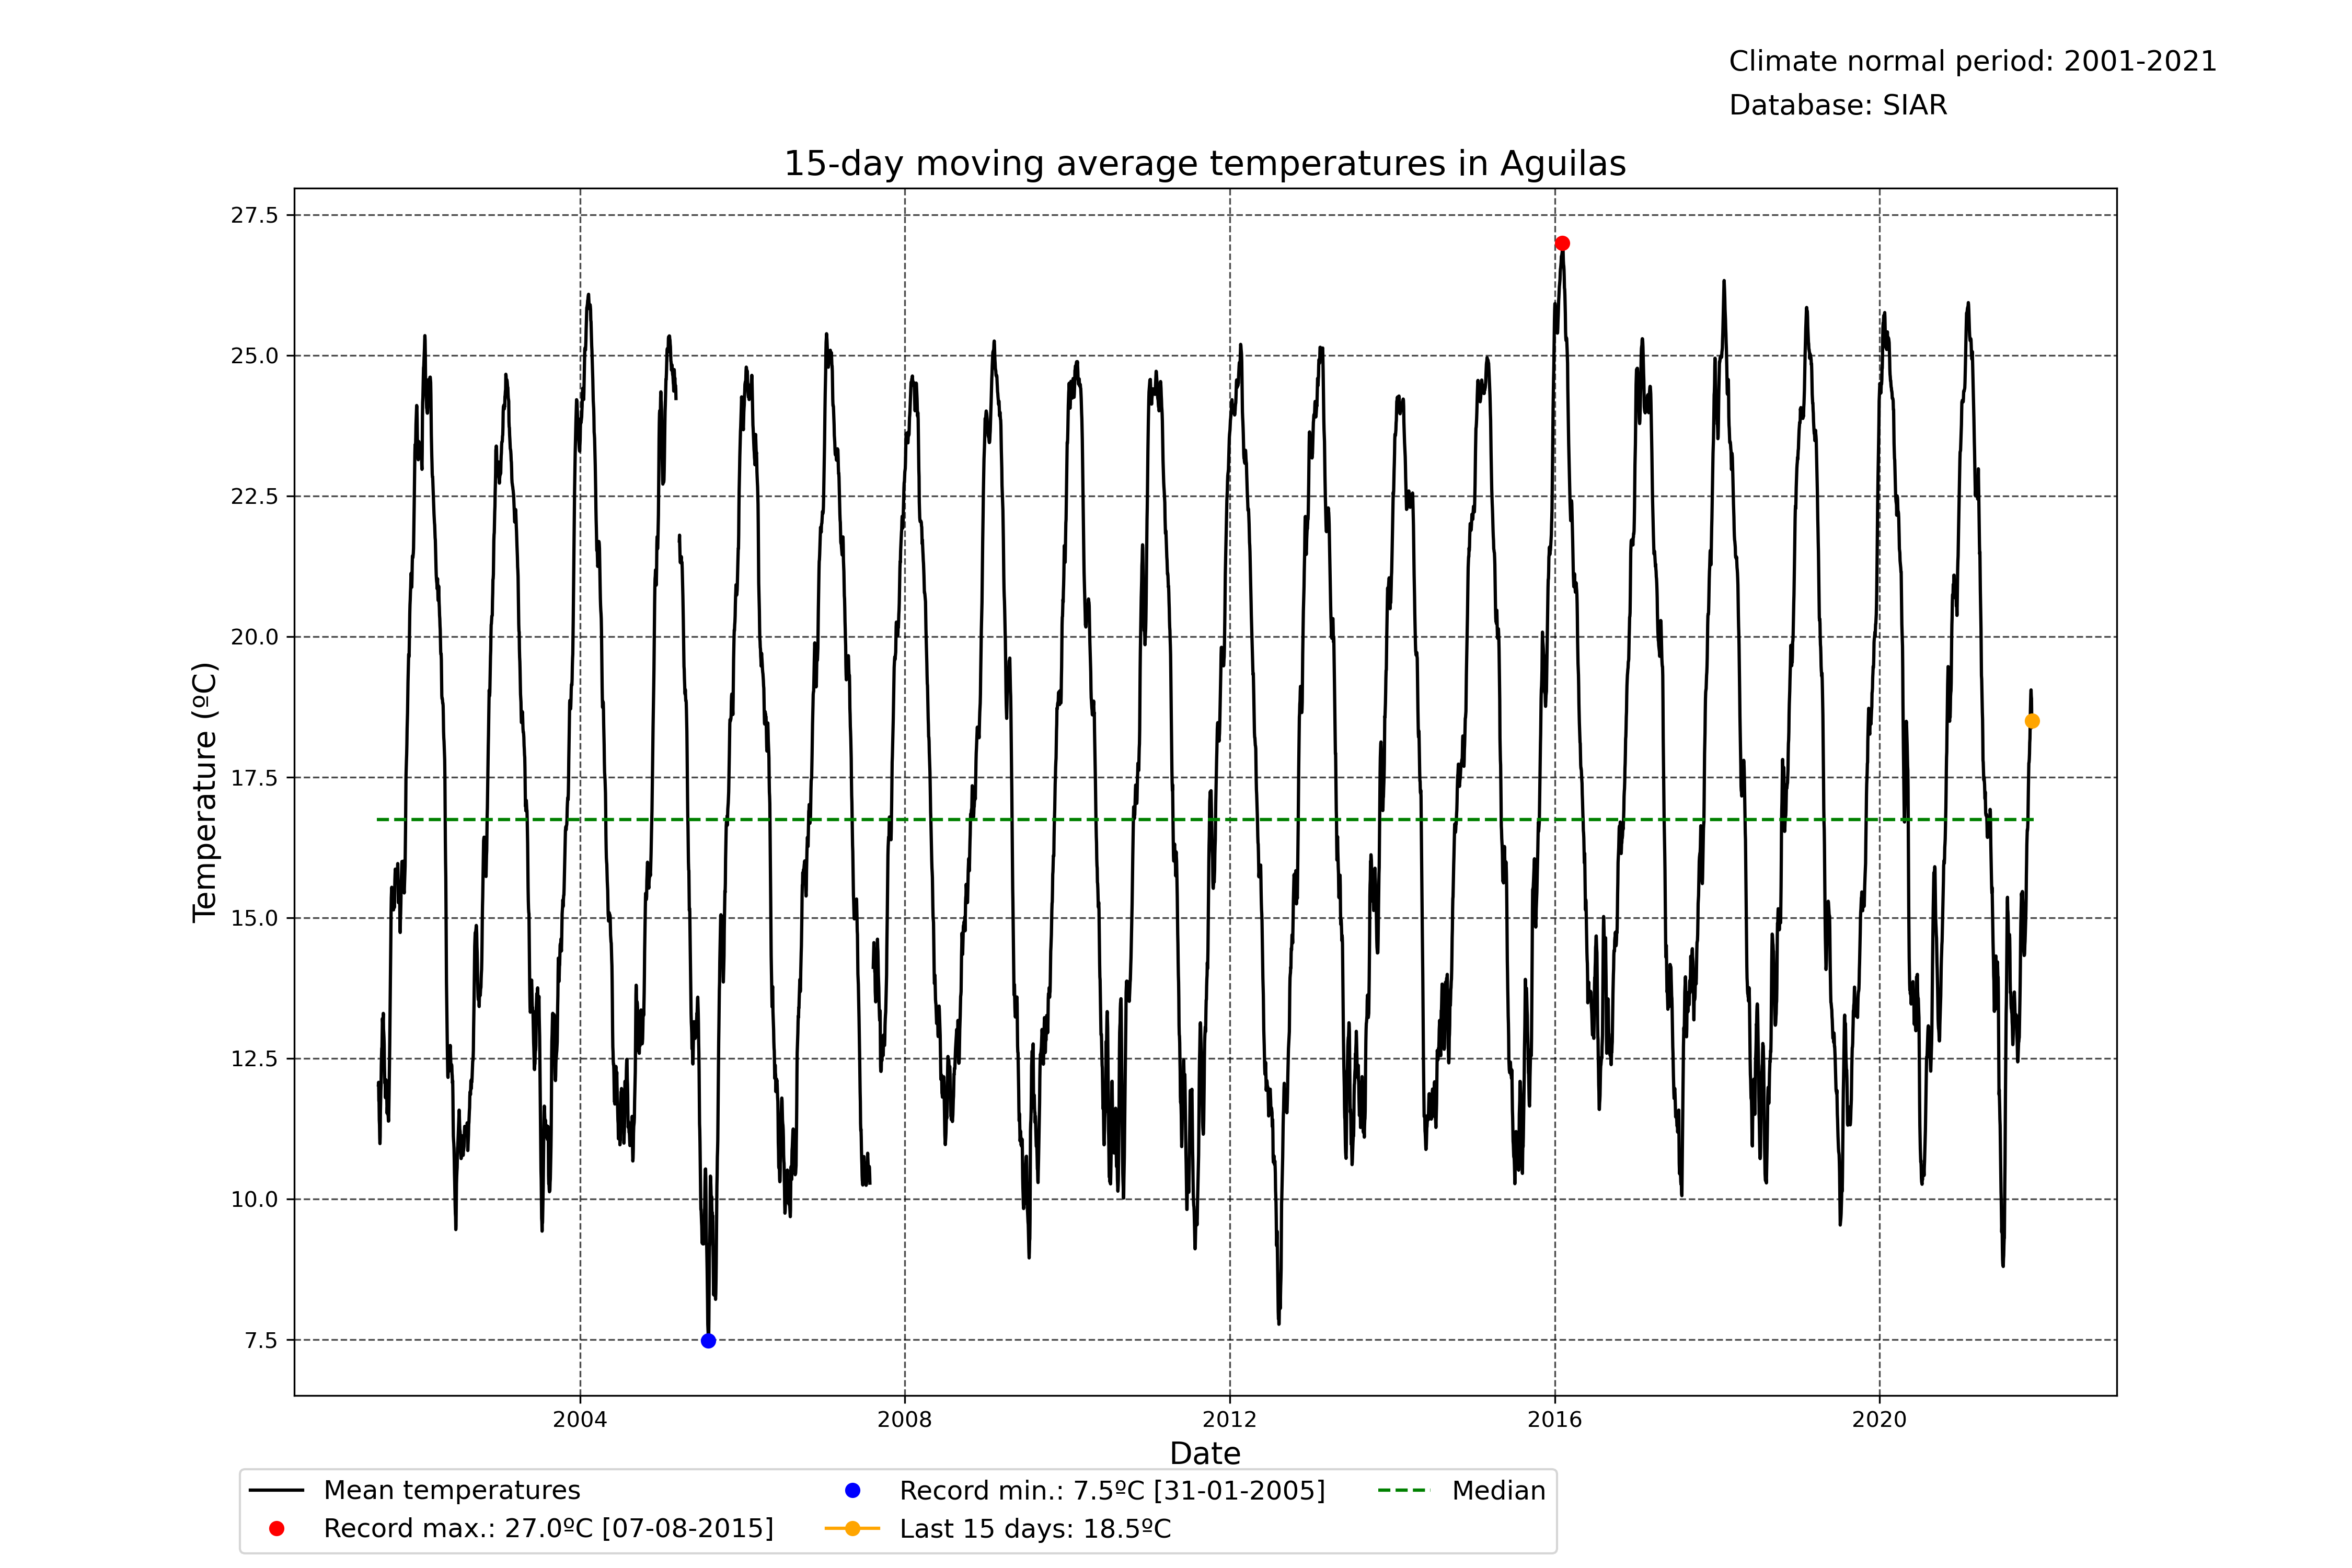 Climate normal period: 2001-2021
Database: SIAR
15-day moving average temperatures in Aguilas
27.5
25.0
22.5
20.0
17.5
15.0
12.5
10.0
7.5
Temperature (ºC)
2004 2008 2012 2016 2020
Date
Mean temperatures
Record max.: 27.0ºC [07-08-2015]
Record min.: 7.5ºC [31-01-2005]
Last 15 days: 18.5ºC
Median